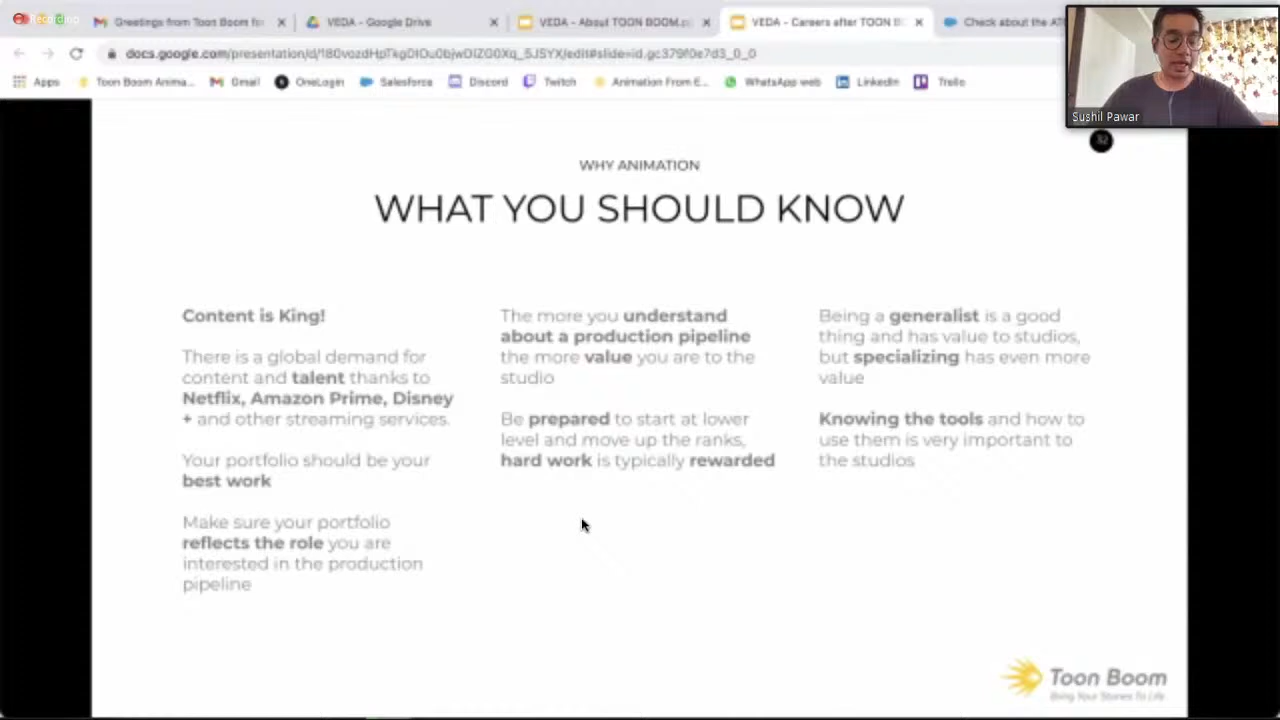 Recording
Greetings from Toon Boom for
VEDA - Google Drive
VEDA - About TOON BOOM.p
VEDA - Careers after TOON B
Check about the AT
docs.google.com/presentation/d/
Apps
Toon Boom Anima...
Gmail
OneLogin
Salesforce
Discord
Twitch
Animation From E...
WhatsApp web
LinkedIn
Trello
Sushil Pawar
32
WHY ANIMATION
WHAT YOU SHOULD KNOW
Content is King!
There is a global demand for
content and talent thanks to
Netflix, Amazon Prime, Disney
+ and other streaming services.
Your portfolio should be your
best work
Make sure your portfolio
reflects the role you are
interested in the production
pipeline
The more you understand
about a production pipeline
the more value you are to the
studio
Be prepared to start at lower
level and move up the ranks,
hard work is typically rewarded
Being a generalist is a good
thing and has value to studios,
but specializing has even more
value
Knowing the tools and how to
use them is very important to
the studios
Toon Boom
Bring Your Stories To Life